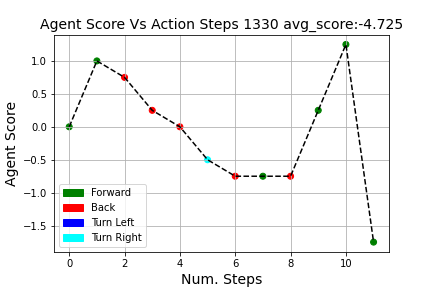 Agent Score Vs Action Steps 1330 avg_score:-4.725
Agent Score
1.0
0.5
0.0
−0.5
−1.0
−1.5
Forward
Back
Turn Left
Turn Right
0 2 4 6 8 10
Num. Steps